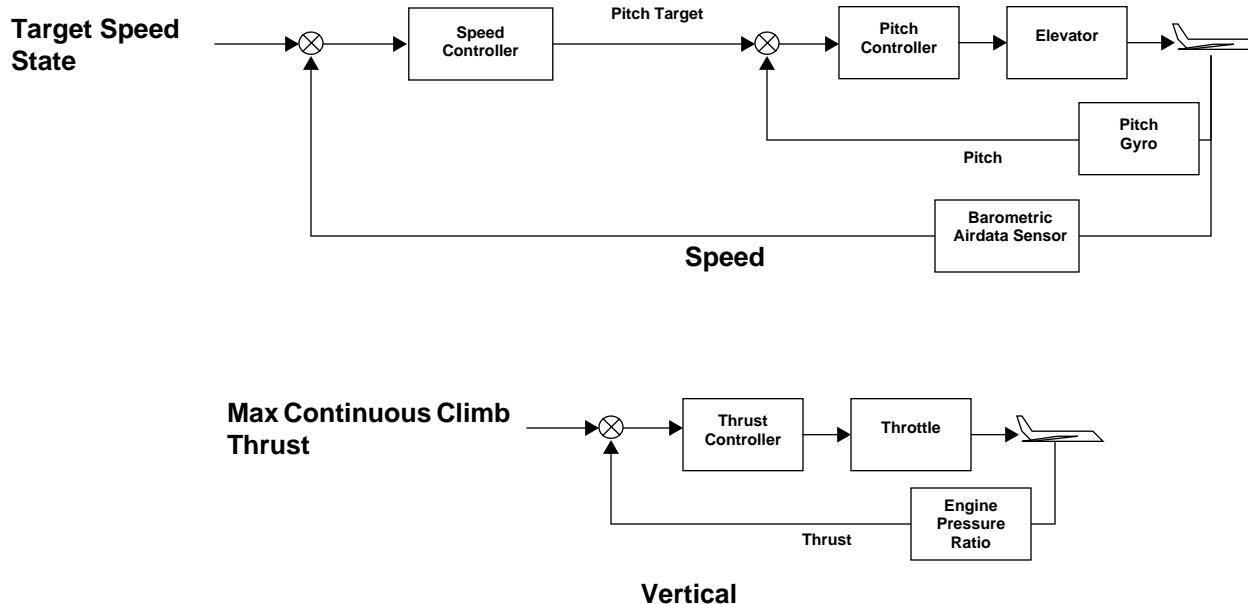 Pitch Target
Target Speed
State
Speed
Controller
Pitch
Controller
Elevator
Pitch
Gyro
Pitch
Barometric
Airdata Sensor
Speed
Max Continuous Climb
Thrust
Thrust
Controller
Throttle
Engine
Pressure
Ratio
Thrust
Vertical